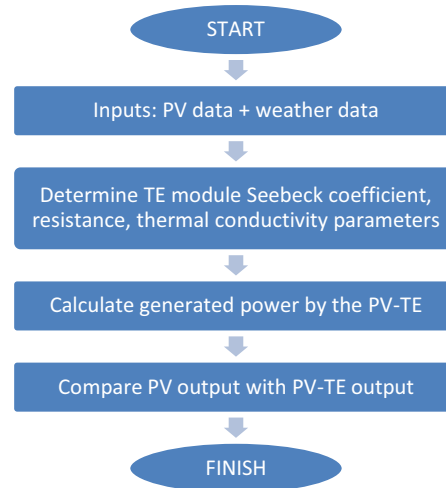 START
Inputs: PV data + weather data
Determine TE module Seebeck coefficient,
resistance, thermal conductivity parameters
Calculate generated power by the PV-TE
Compare PV output with PV-TE output
FINISH